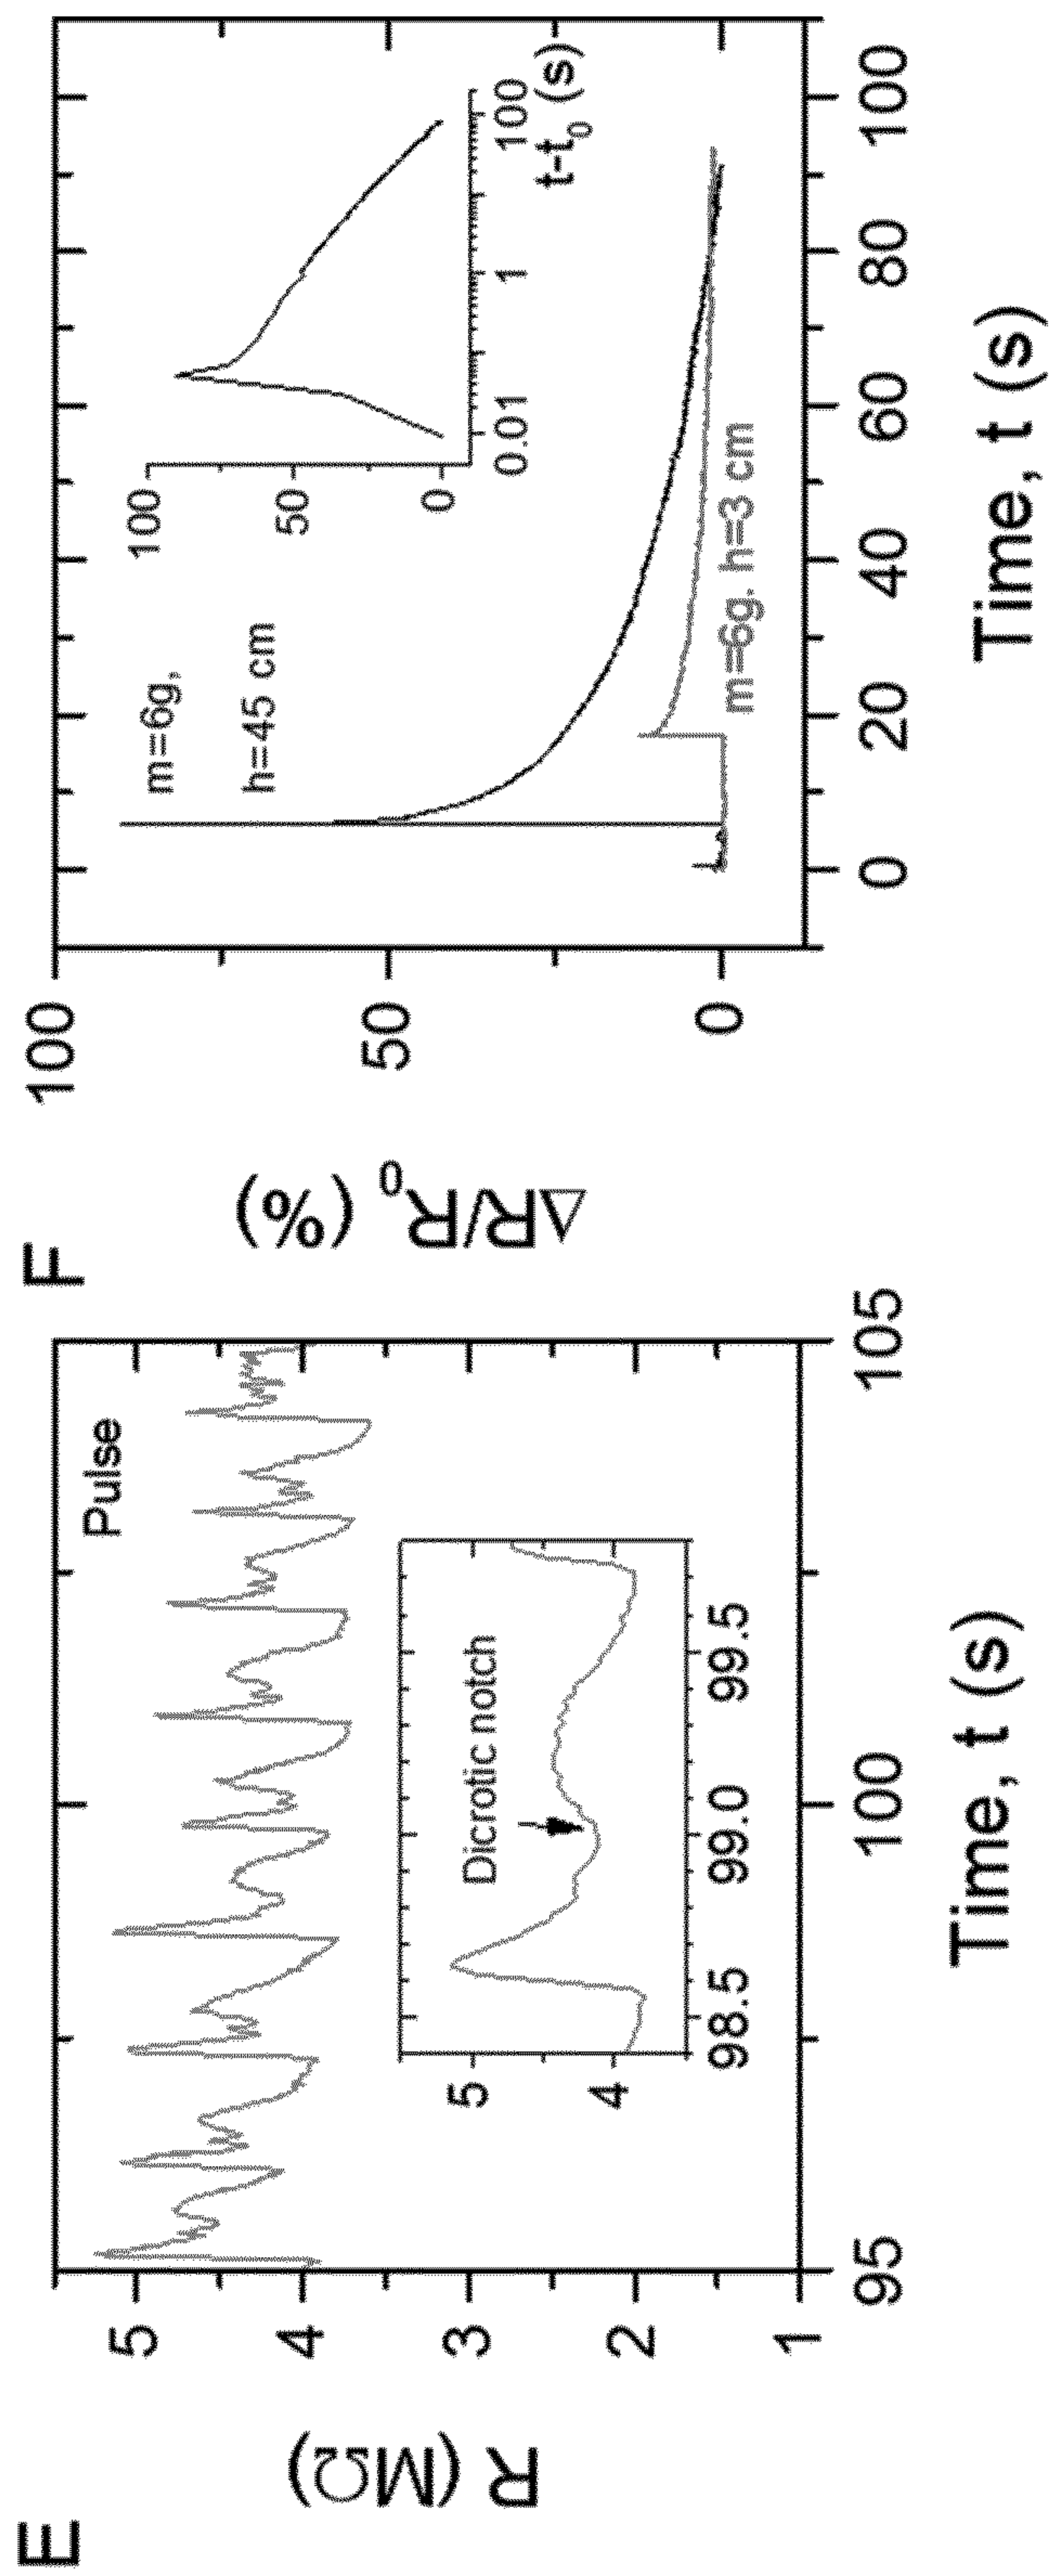 E
R (MΩ)
5
4
3
2
1
Pulse
Dicrotic notch
5
4
98.5
99.0
99.5
95
100
105
Time, t (s)
F
ΔR/R0 (%)
100
50
0
m=6g,
h=45 cm
100
50
0
0.01
1
100
t-t0 (s)
m=6g. h=3 cm
0
20
40
60
80
100
Time, t (s)